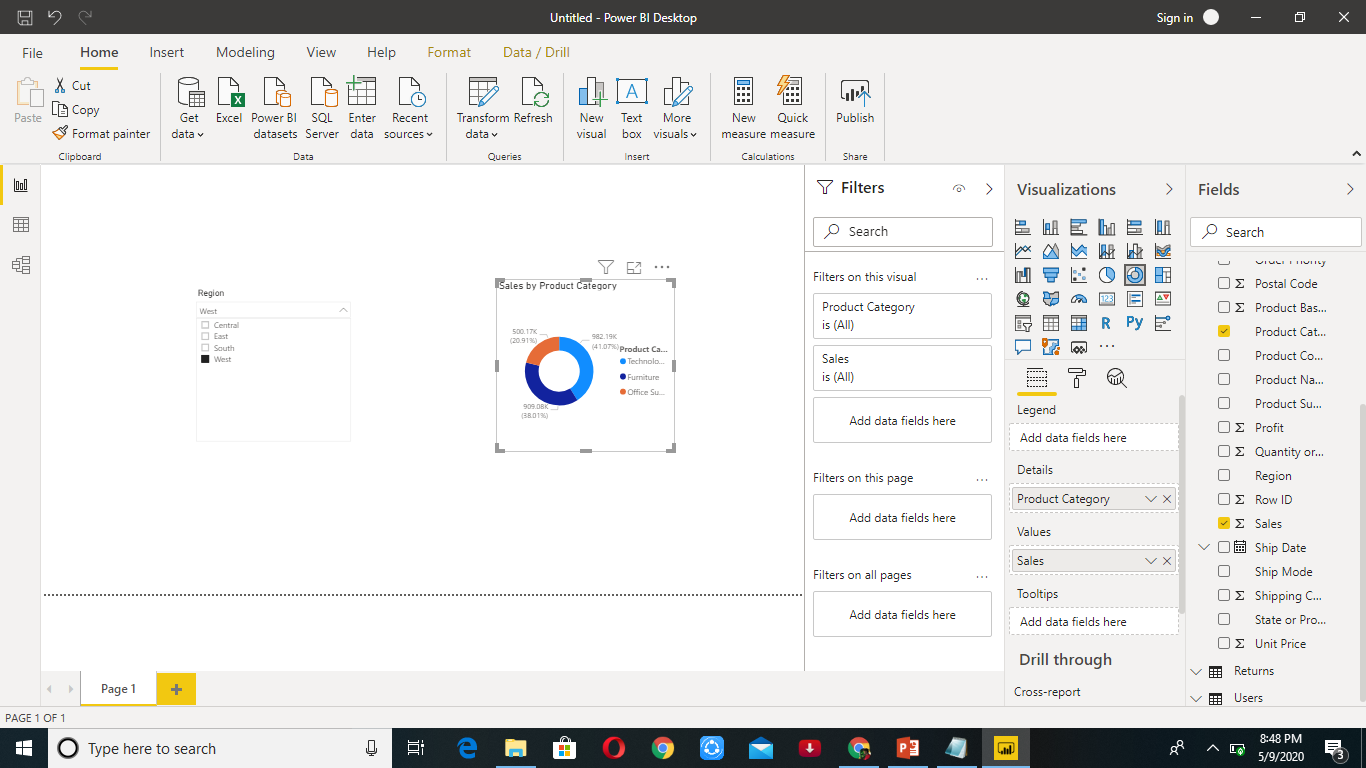 Untitled - Power BI Desktop
Sign in
File Home Insert Modeling View Help Format Data / Drill
Paste
Cut
Copy
Format painter
Clipboard
Get data
Excel
Power BI datasets
SQL Server
Enter data
Recent sources
Data
Transform data
Refresh
Queries
New visual
Text box
More visuals
Insert
New measure
Quick measure
Calculations
Publish
Share
Region
West
Central
East
South
West
Sales by Product Category
500.17K
(20.91%)
982.19K
(41.07%)
909.08K
(38.01%)
Product Ca...
Technolo...
Furniture
Office Su...
Filters
Search
Filters on this visual
Product Category
is (All)
Sales
is (All)
Add data fields here
Filters on this page
Add data fields here
Filters on all pages
Add data fields here
Visualizations
123
R
Py
Legend
Add data fields here
Details
Product Category
Values
Sales
Tooltips
Add data fields here
Drill through
Cross-report
Fields
Search
Order Priority
Postal Code
Product Bas...
Product Cat...
Product Co...
Product Na...
Product Su...
Profit
Quantity or...
Region
Row ID
Sales
Ship Date
Ship Mode
Shipping C...
State or Pro...
Unit Price
Returns
Users
Page 1
PAGE 1 OF 1
Type here to search
8:48 PM
5/9/2020
3